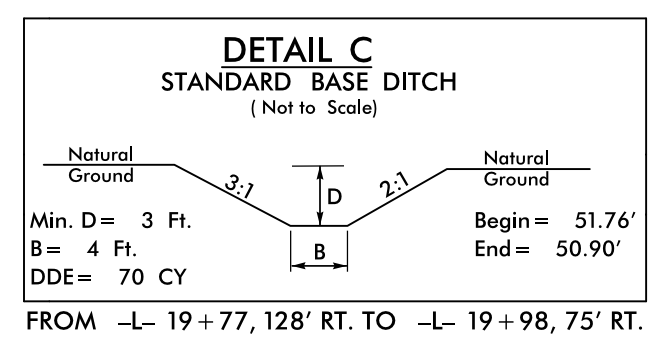 DETAIL C
STANDARD BASE DITCH
( Not to Scale)
Natural
Ground
3:1
D
2:1
Natural
Ground
Min. D= 3 Ft.
B= 4 Ft.
DDE= 70 CY
B
Begin= 51.76'
End= 50.90'
FROM -L- 19+77, 128' RT. TO -L- 19+98, 75' RT.